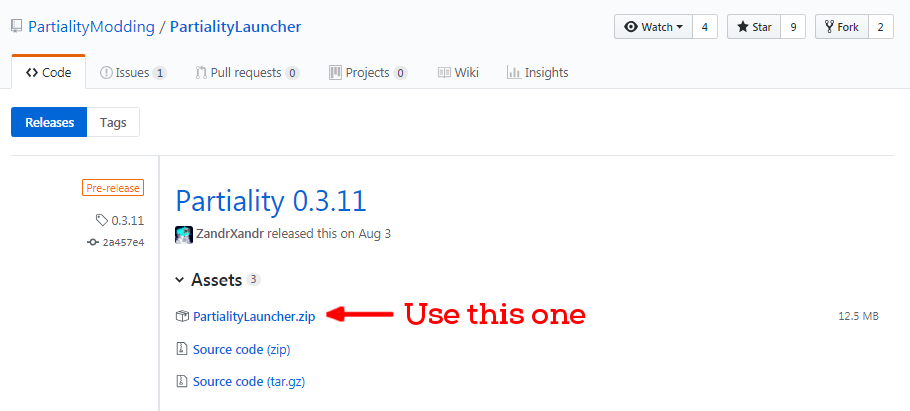 PartialityModding / PartialityLauncher
Watch 4 Star 9 Fork 2
Code Issues 1 Pull requests 0 Projects 0 Wiki Insights
Releases Tags
Pre-release
0.3.11
2a457e4
Partiality 0.3.11
ZandrXandr released this on Aug 3
Assets 3
PartialityLauncher.zip Use this one 12.5 MB
Source code (zip)
Source code (tar.gz)